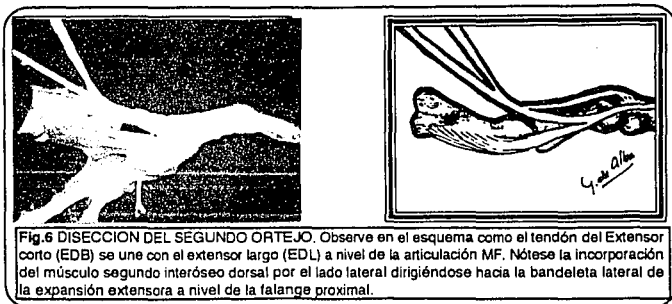 G. de Alba
Fig.6 DISECCION DEL SEGUNDO ORTEJO. Observe en el esquema como el tendón del Extensor
corto (EDB) se une con el extensor largo (EDL) a nivel de la articulación MF. Nótese la incorporación
del músculo segundo interóseo dorsal por el lado lateral dirigiéndose hacia la bandeleta lateral de
la expansión extensora a nivel de la falange proximal.